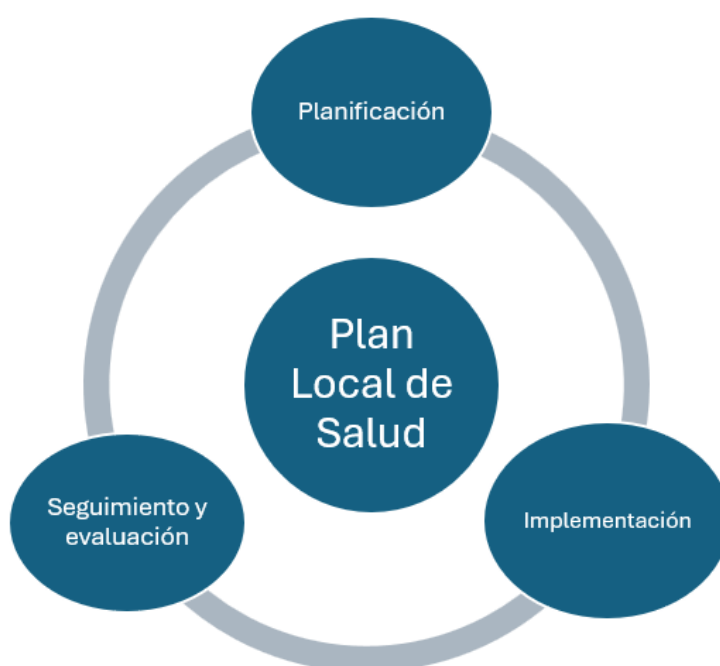 Planificación
Plan
Local de
Salud
Seguimiento y
evaluación
Implementación